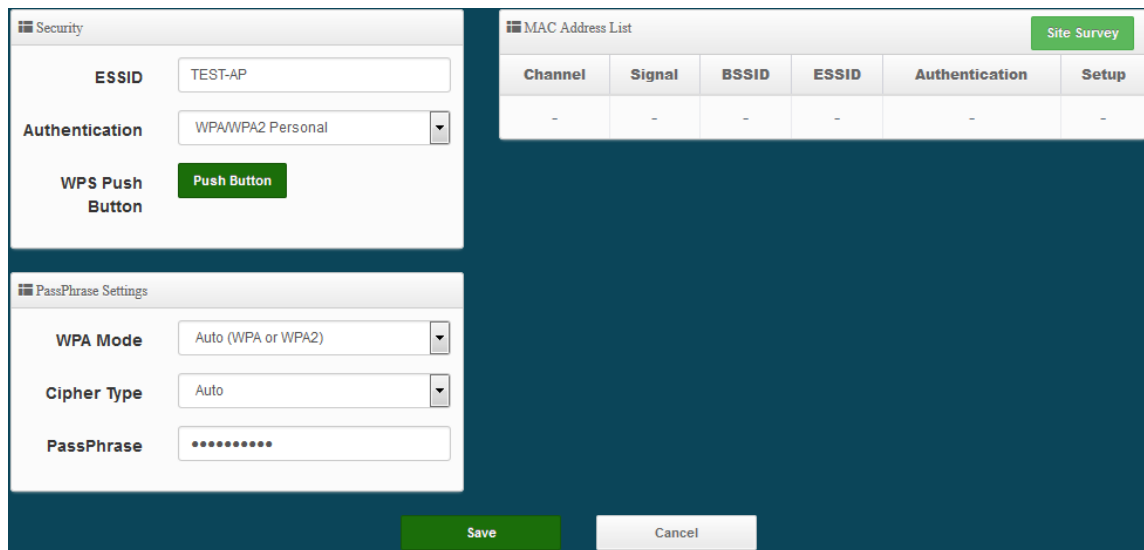 Security
ESSID TEST-AP
Authentication WPA/WPA2 Personal
WPS Push Button Push Button
PassPhrase Settings
WPA Mode Auto (WPA or WPA2)
Cipher Type Auto
PassPhrase ••••••••••
MAC Address List Site Survey
Channel Signal BSSID ESSID Authentication Setup
- - - - - -
Save Cancel